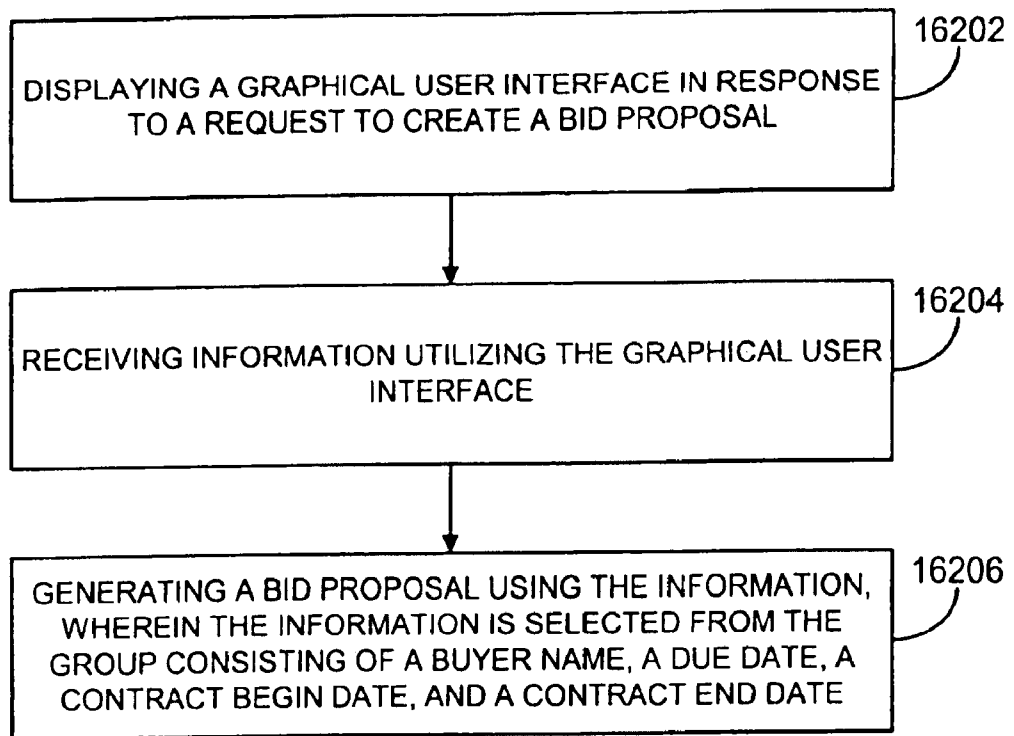 16202
DISPLAYING A GRAPHICAL USER INTERFACE IN RESPONSE
TO A REQUEST TO CREATE A BID PROPOSAL
16204
RECEIVING INFORMATION UTILIZING THE GRAPHICAL USER
INTERFACE
16206
GENERATING A BID PROPOSAL USING THE INFORMATION,
WHEREIN THE INFORMATION IS SELECTED FROM THE
GROUP CONSISTING OF A BUYER NAME, A DUE DATE, A
CONTRACT BEGIN DATE, AND A CONTRACT END DATE